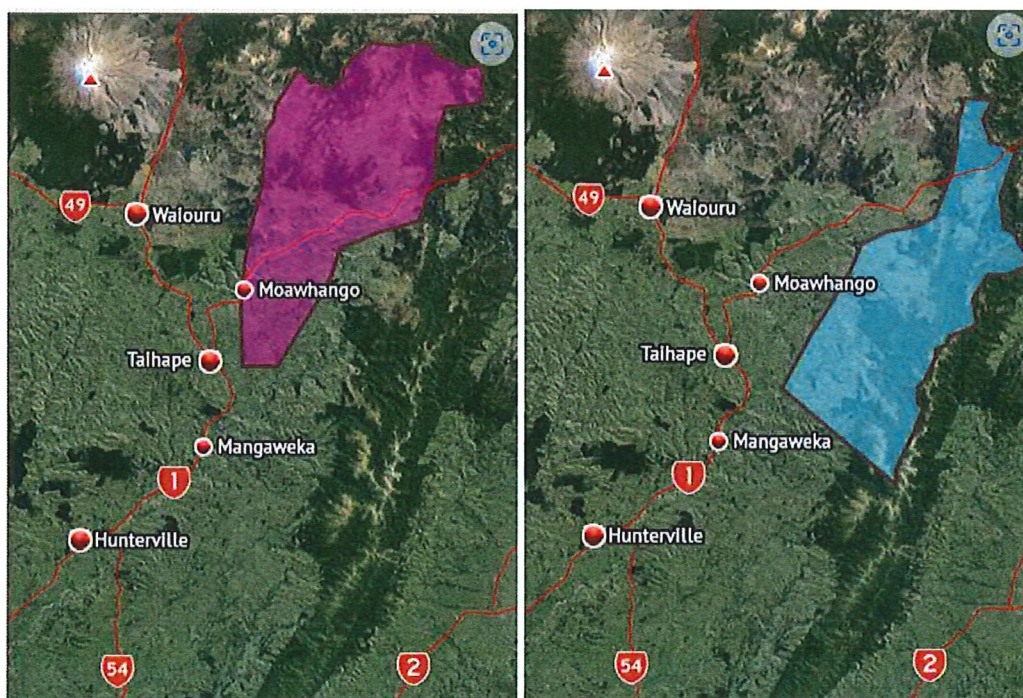 49
Waiouru
Moawhango
Taihape
Mangaweka
1
Hunterville
54
2
49
Waiouru
Moawhango
Taihape
Mangaweka
1
Hunterville
54
2